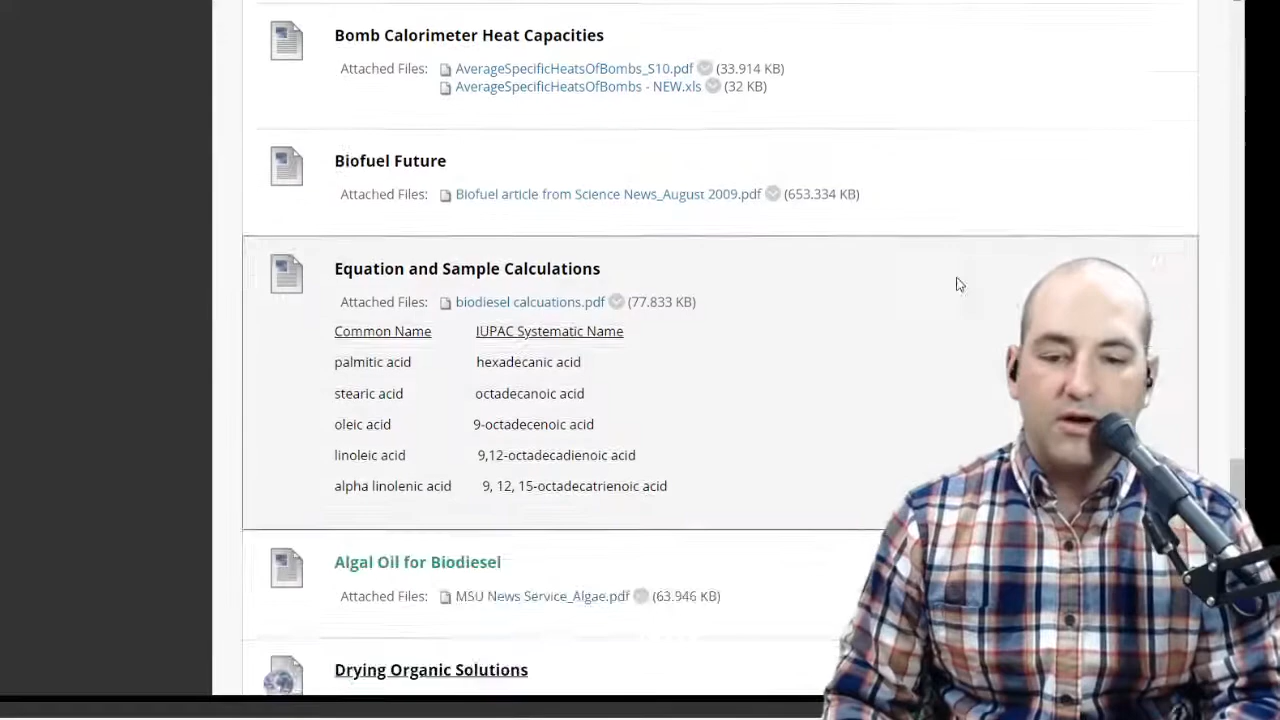 Bomb Calorimeter Heat Capacities
Attached Files: AverageSpecificHeatsOfBombs_S10.pdf (33.914 KB)
AverageSpecificHeatsOfBombs - NEW.xls (32 KB)
Biofuel Future
Attached Files: Biofuel article from Science News_August 2009.pdf (653.334 KB)
Equation and Sample Calculations
Attached Files: biodiesel calcuations.pdf (77.833 KB)
Common Name IUPAC Systematic Name
palmitic acid hexadecanic acid
stearic acid octadecanoic acid
oleic acid 9-octadecenoic acid
linoleic acid 9,12-octadecadienoic acid
alpha linolenic acid 9, 12, 15-octadecatrienoic acid
Algal Oil for Biodiesel
Attached Files: MSU News Service_Algae.pdf (63.946 KB)
Drying Organic Solutions